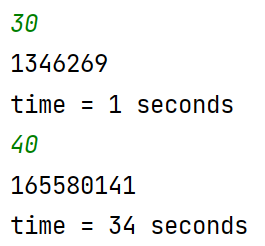 30
1346269
time = 1 seconds
40
165580141
time = 34 seconds